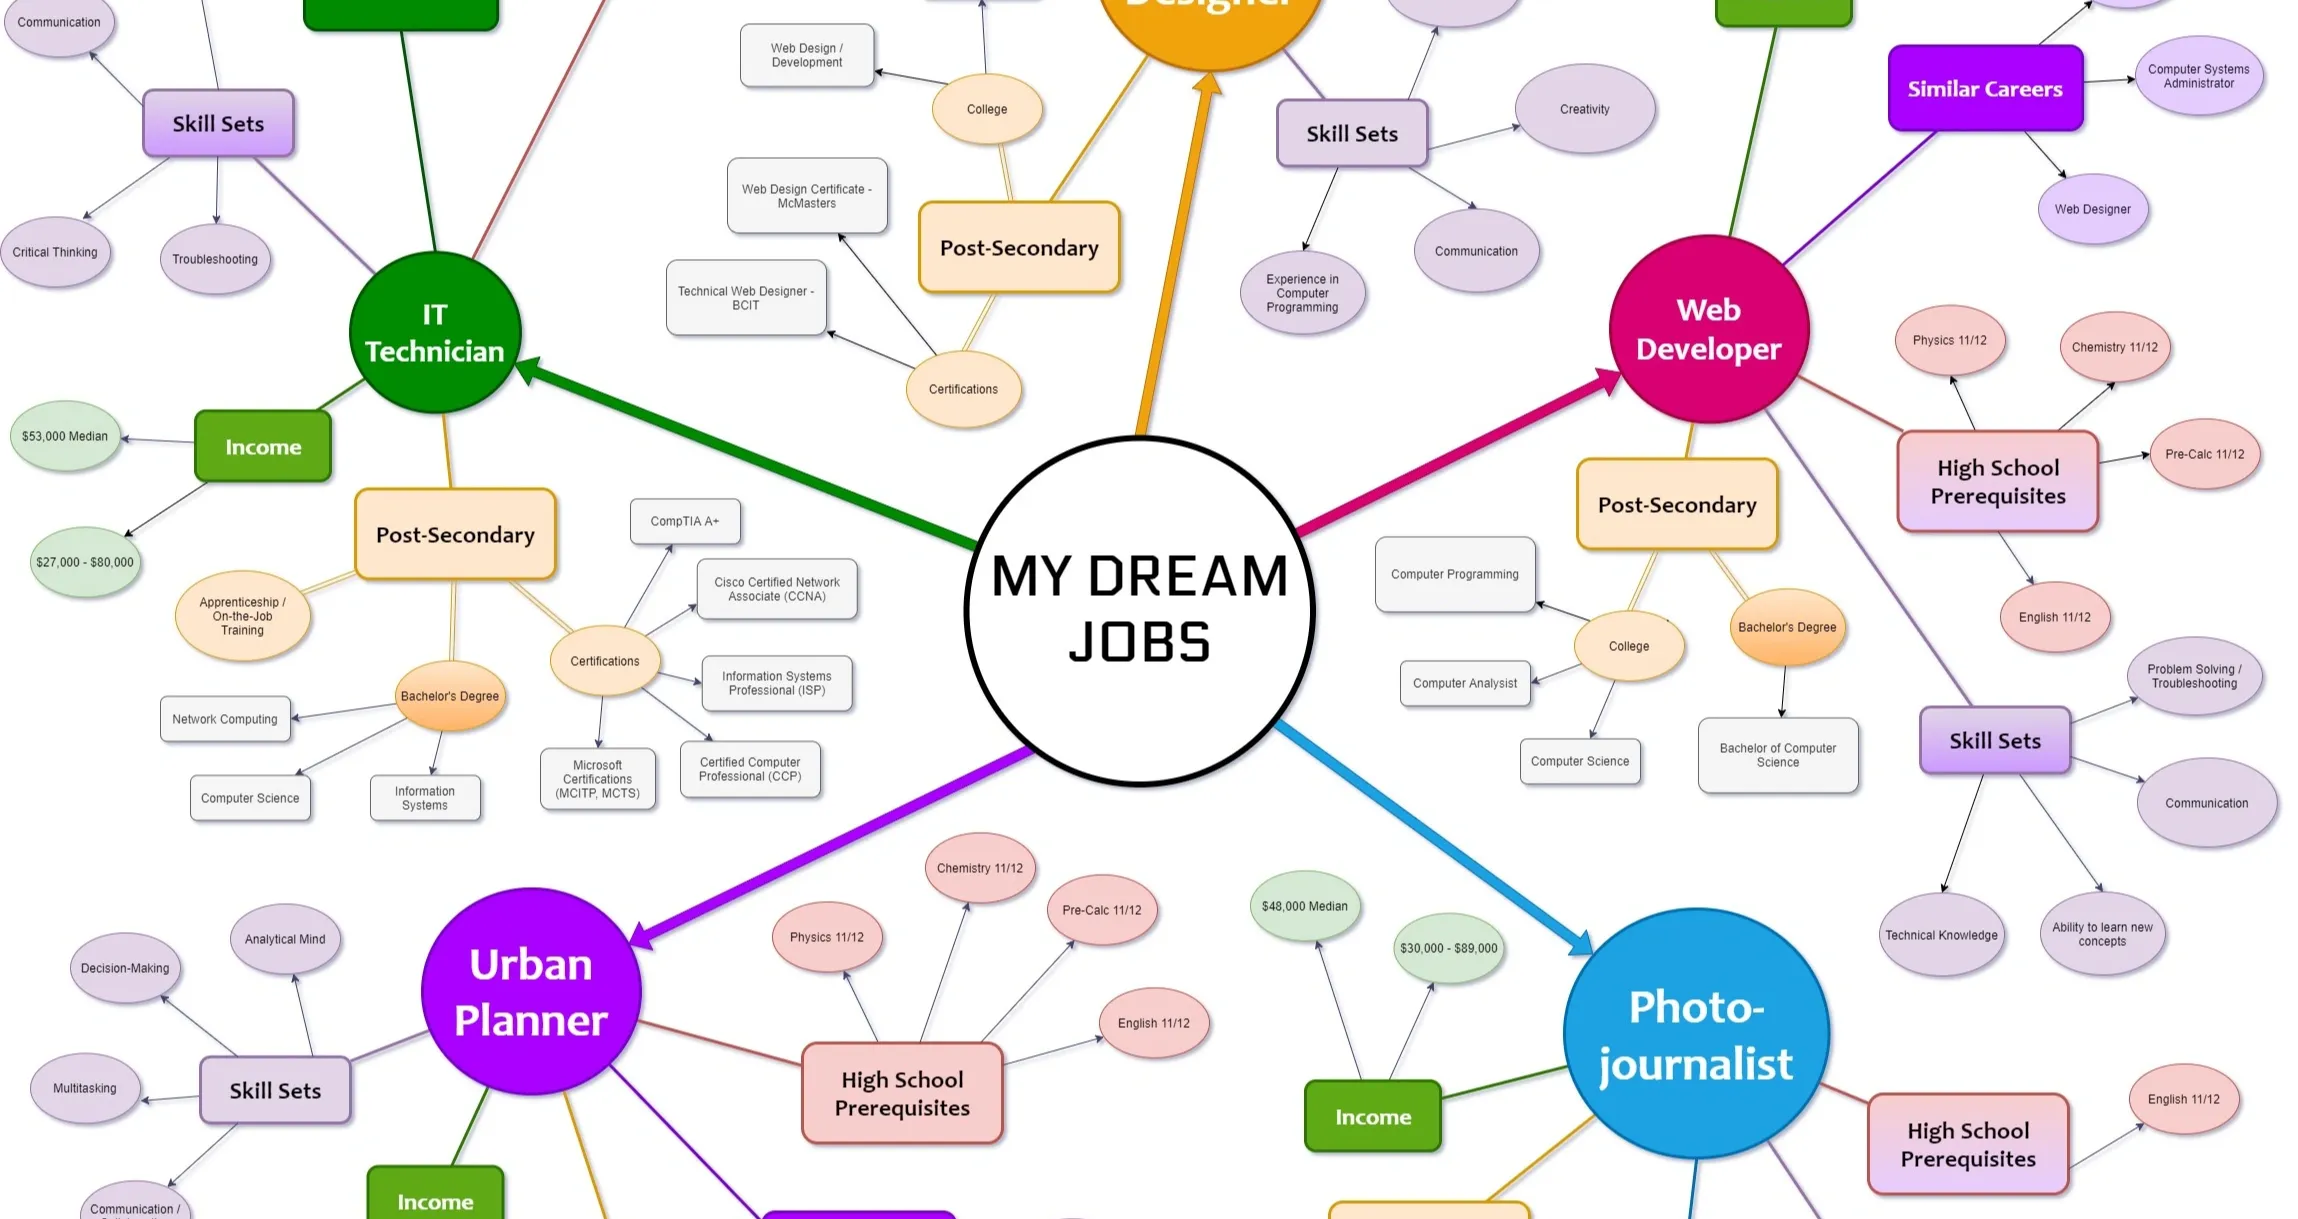 Communication
Skill Sets
Critical Thinking
Troubleshooting
IT
Technician
$53,000 Median
Income
$27,000 - $80,000
Post-Secondary
Apprenticeship /
On-the-Job
Training
Bachelor's Degree
Network Computing
Computer Science
Information
Systems
Certifications
CompTIA A+
Cisco Certified Network
Associate (CCNA)
Information Systems
Professional (ISP)
Certified Computer
Professional (CCP)
Microsoft
Certifications
(MCITP, MCTS)
Designer
Web Design /
Development
College
Web Design Certificate -
McMasters
Post-Secondary
Technical Web Designer -
BCIT
Certifications
Skill Sets
Creativity
Communication
Experience in
Computer
Programming
MY DREAM
JOBS
Similar Careers
Computer Systems
Administrator
Web Designer
Web
Developer
Physics 11/12
Chemistry 11/12
Pre-Calc 11/12
High School
Prerequisites
English 11/12
Post-Secondary
Computer Programming
College
Computer Analysist
Computer Science
Bachelor's Degree
Bachelor of Computer
Science
Skill Sets
Problem Solving /
Troubleshooting
Communication
Technical Knowledge
Ability to learn new
concepts
Urban
Planner
Analytical Mind
Decision-Making
Multitasking
Skill Sets
Communication /
Income
Physics 11/12
Chemistry 11/12
Pre-Calc 11/12
English 11/12
High School
Prerequisites
Photo-
journalist
$48,000 Median
$30,000 - $89,000
Income
High School
Prerequisites
English 11/12